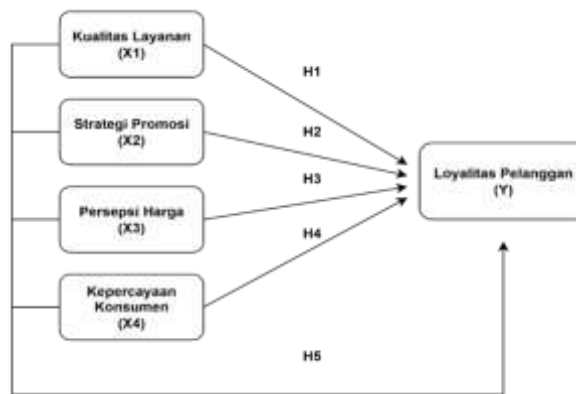 Kualitas Layanan
(X1)
H1
Strategi Promosi
(X2)
H2
Loyalitas Pelanggan
(Y)
H3
Persepsi Harga
(X3)
H4
Kepercayaan
Konsumen
(X4)
H5